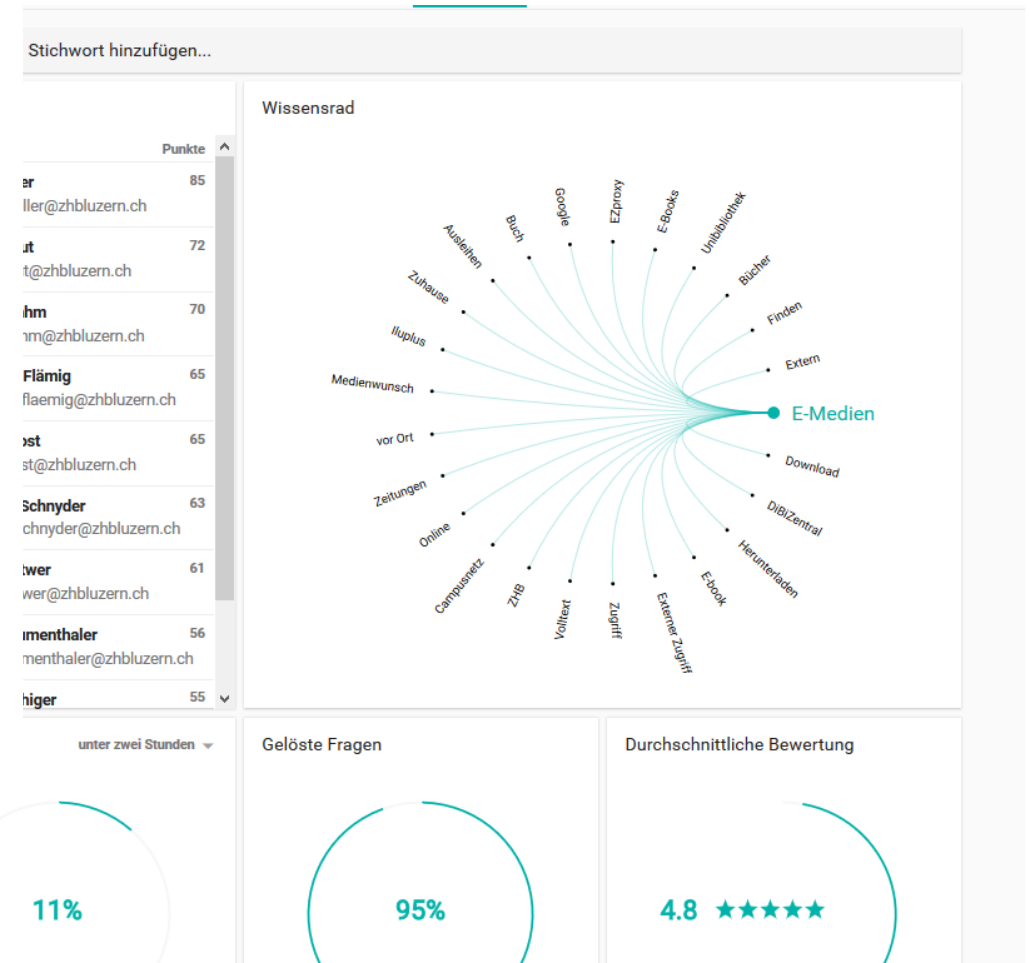 Stichwort hinzufügen...
Punkte
er 85
ller@zhbluzern.ch
ut 72
t@zhbluzern.ch
hm 70
hm@zhbluzern.ch
Flämig 65
flaemig@zhbluzern.ch
ost 65
st@zhbluzern.ch
Schnyder 63
chnyder@zhbluzern.ch
twer 61
wer@zhbluzern.ch
umenthaler 56
menthaler@zhbluzern.ch
higer 55
Wissensrad
E-Medien
Extern
Finden
Bücher
Unibibliothek
E-Books
EZproxy
Google
Buch
Ausleihen
Zuhause
Iluplus
Medienwunsch
vor Ort
Zeitungen
Online
Campusnetz
ZHB
Volltext
Zugriff
Externer Zugriff
E-book
Herunterladen
DiBiZentral
Download
unter zwei Stunden
11%
Gelöste Fragen
95%
Durchschnittliche Bewertung
4.8 ★★★★★